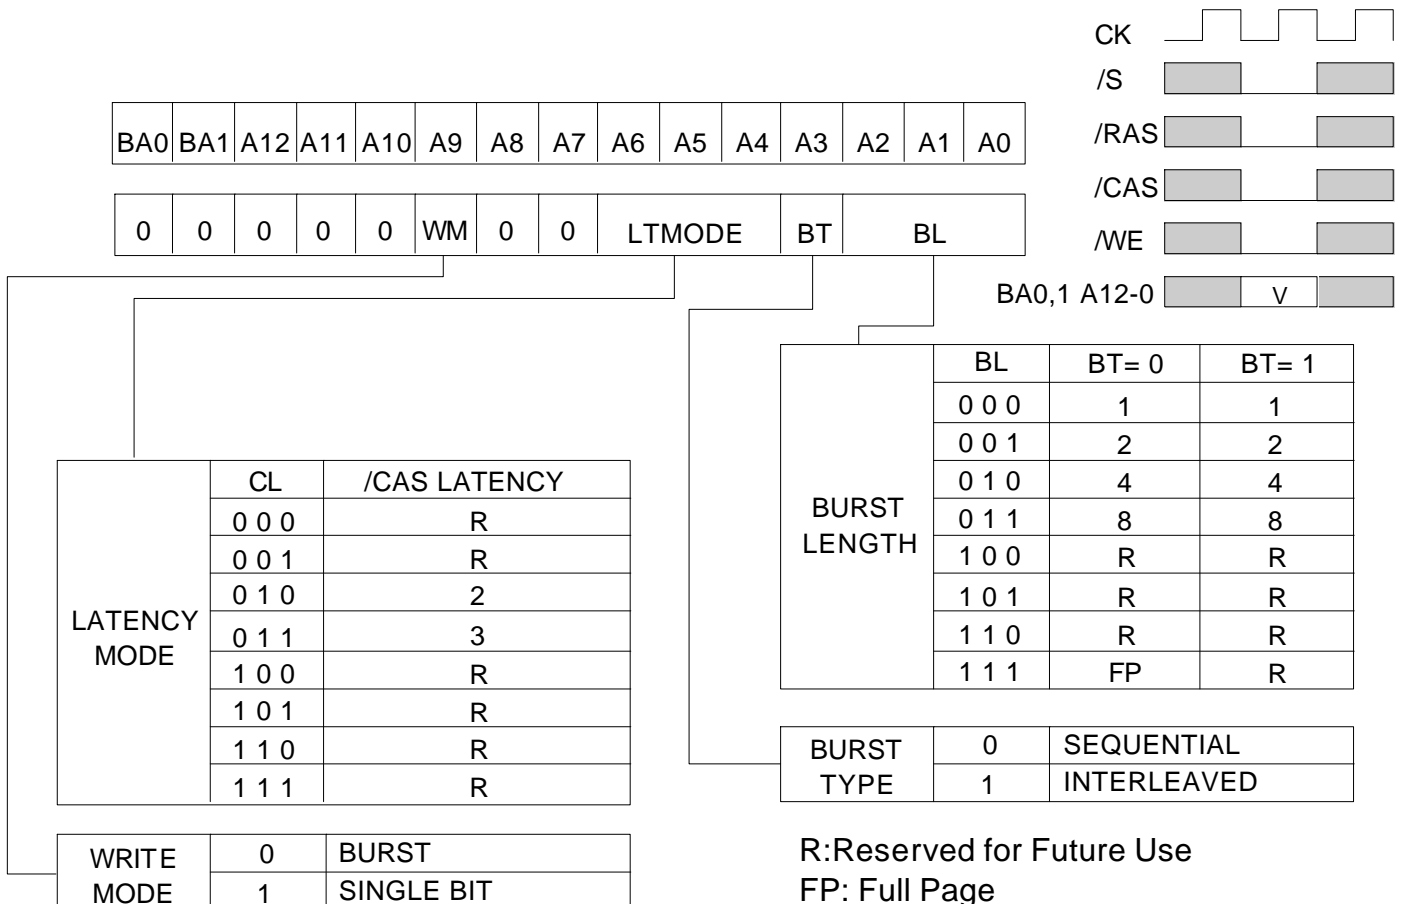 CK
/S
/RAS
/CAS
/WE
BA0,1 A12-0 V
BA0 BA1 A12 A11 A10 A9 A8 A7 A6 A5 A4 A3 A2 A1 A0
0 0 0 0 0 WM 0 0 LTMODE BT BL
BURST LENGTH
BL BT= 0 BT= 1
0 0 0 1 1
0 0 1 2 2
0 1 0 4 4
0 1 1 8 8
1 0 0 R R
1 0 1 R R
1 1 0 R R
1 1 1 FP R
LATENCY MODE
CL /CAS LATENCY
0 0 0 R
0 0 1 R
0 1 0 2
0 1 1 3
1 0 0 R
1 0 1 R
1 1 0 R
1 1 1 R
BURST TYPE
0 SEQUENTIAL
1 INTERLEAVED
WRITE MODE
0 BURST
1 SINGLE BIT
R:Reserved for Future Use
FP: Full Page